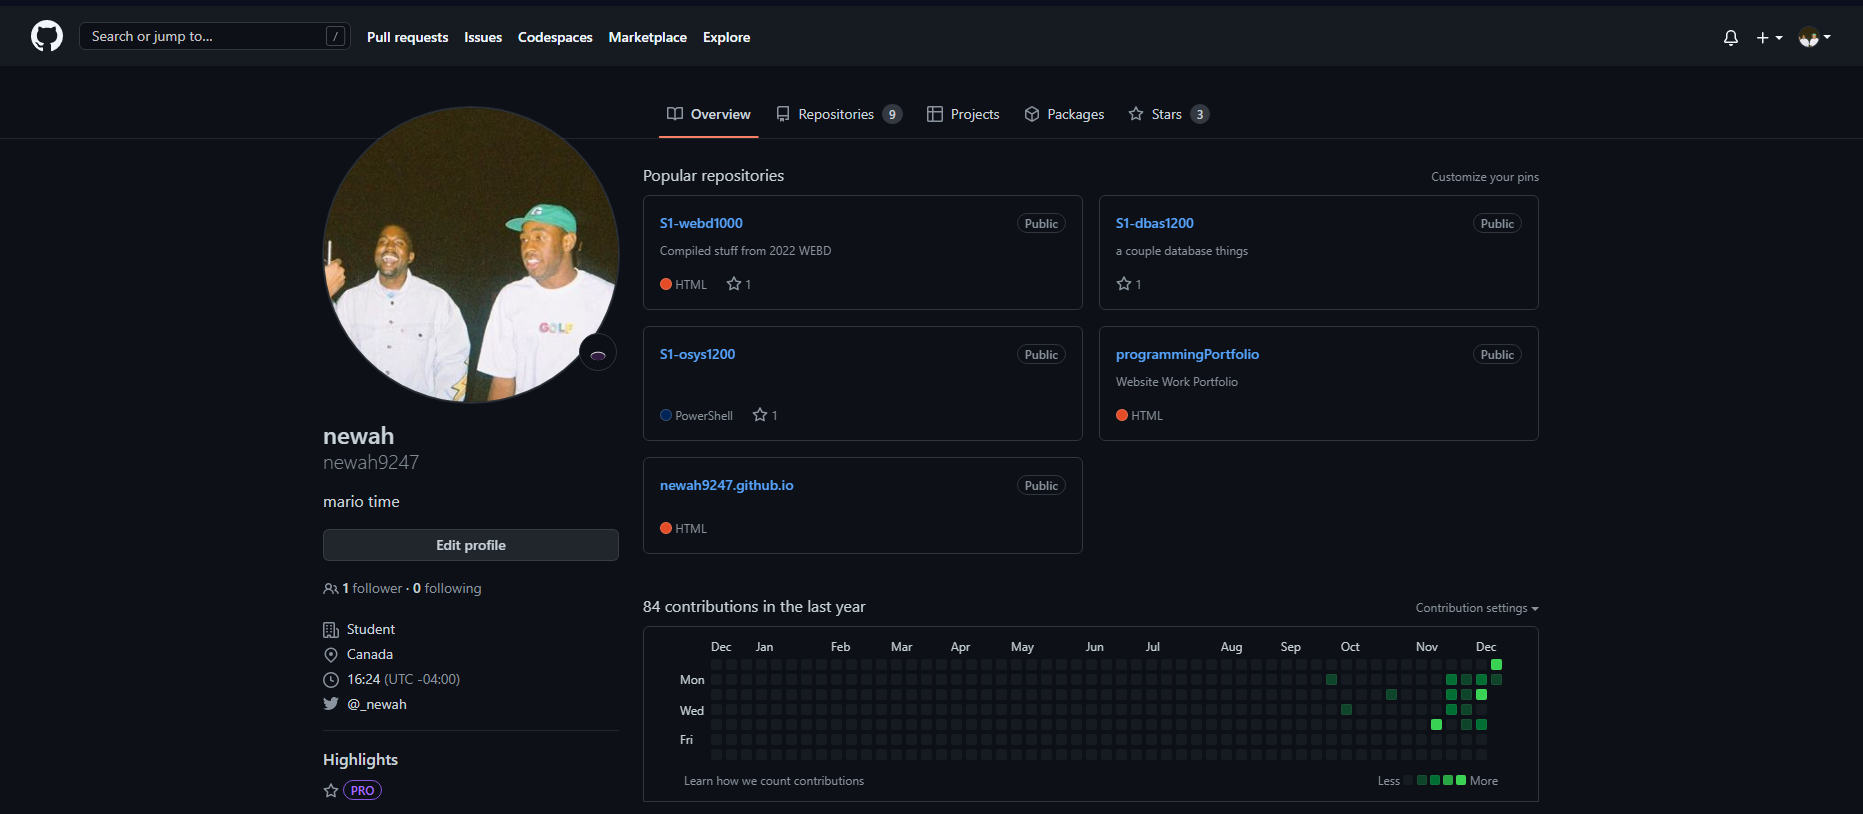 Search or jump to... /
Pull requests
Issues
Codespaces
Marketplace
Explore
Overview
Repositories 9
Projects
Packages
Stars 3
GOLF
newah
newah9247
mario time
Edit profile
1 follower · 0 following
Student
Canada
16:24 (UTC -04:00)
@_newah
Highlights
PRO
Popular repositories
Customize your pins
S1-webd1000 Public
Compiled stuff from 2022 WEBD
HTML 1
S1-dbas1200 Public
a couple database things
1
S1-osys1200 Public
PowerShell 1
programmingPortfolio Public
Website Work Portfolio
HTML
newah9247.github.io Public
HTML
84 contributions in the last year
Contribution settings
Dec Jan Feb Mar Apr May Jun Jul Aug Sep Oct Nov Dec
Mon
Wed
Fri
Learn how we count contributions
Less More